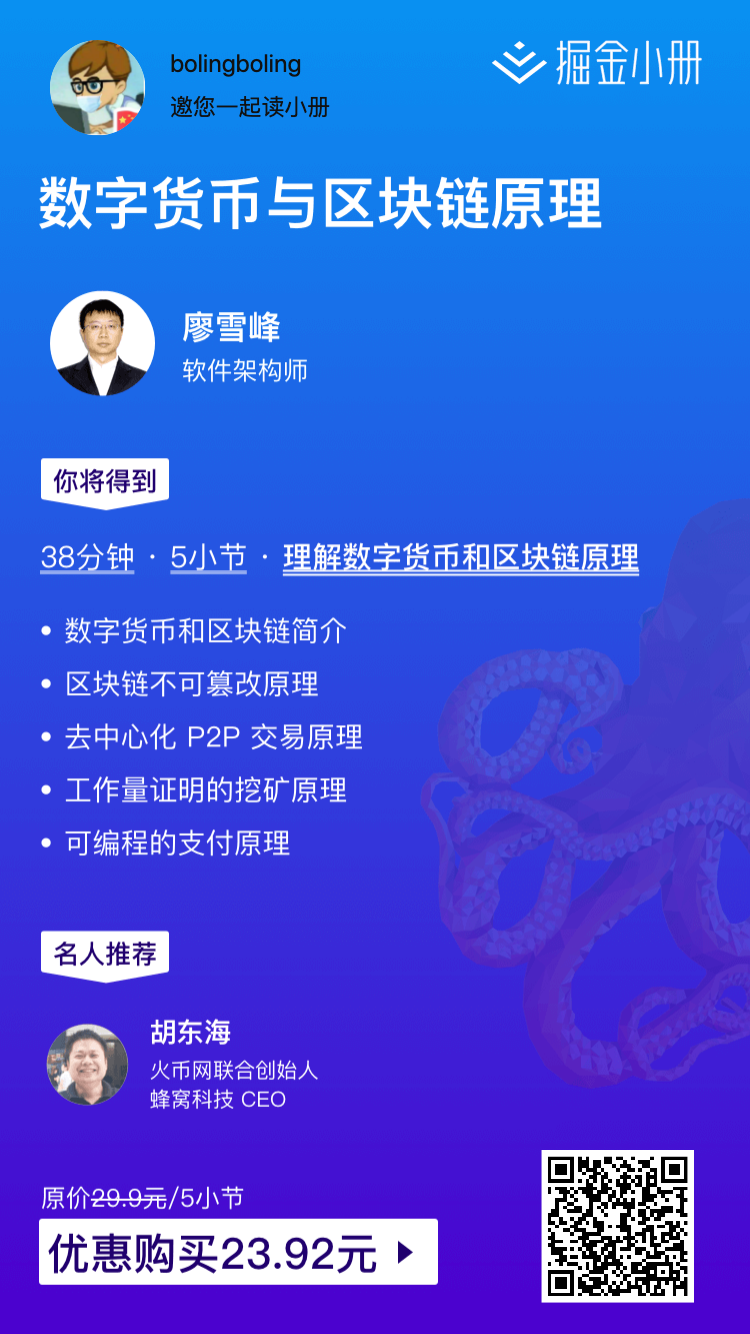 bolingboling
邀您一起读小册
掘金小册
数字货币与区块链原理
廖雪峰
软件架构师
你将得到
38分钟 · 5小节 · 理解数字货币和区块链原理
• 数字货币和区块链简介
• 区块链不可篡改原理
• 去中心化 P2P 交易原理
• 工作量证明的挖矿原理
• 可编程的支付原理
名人推荐
胡东海
火币网联合创始人
蜂窝科技 CEO
原价29.9元/5小节
优惠购买23.92元